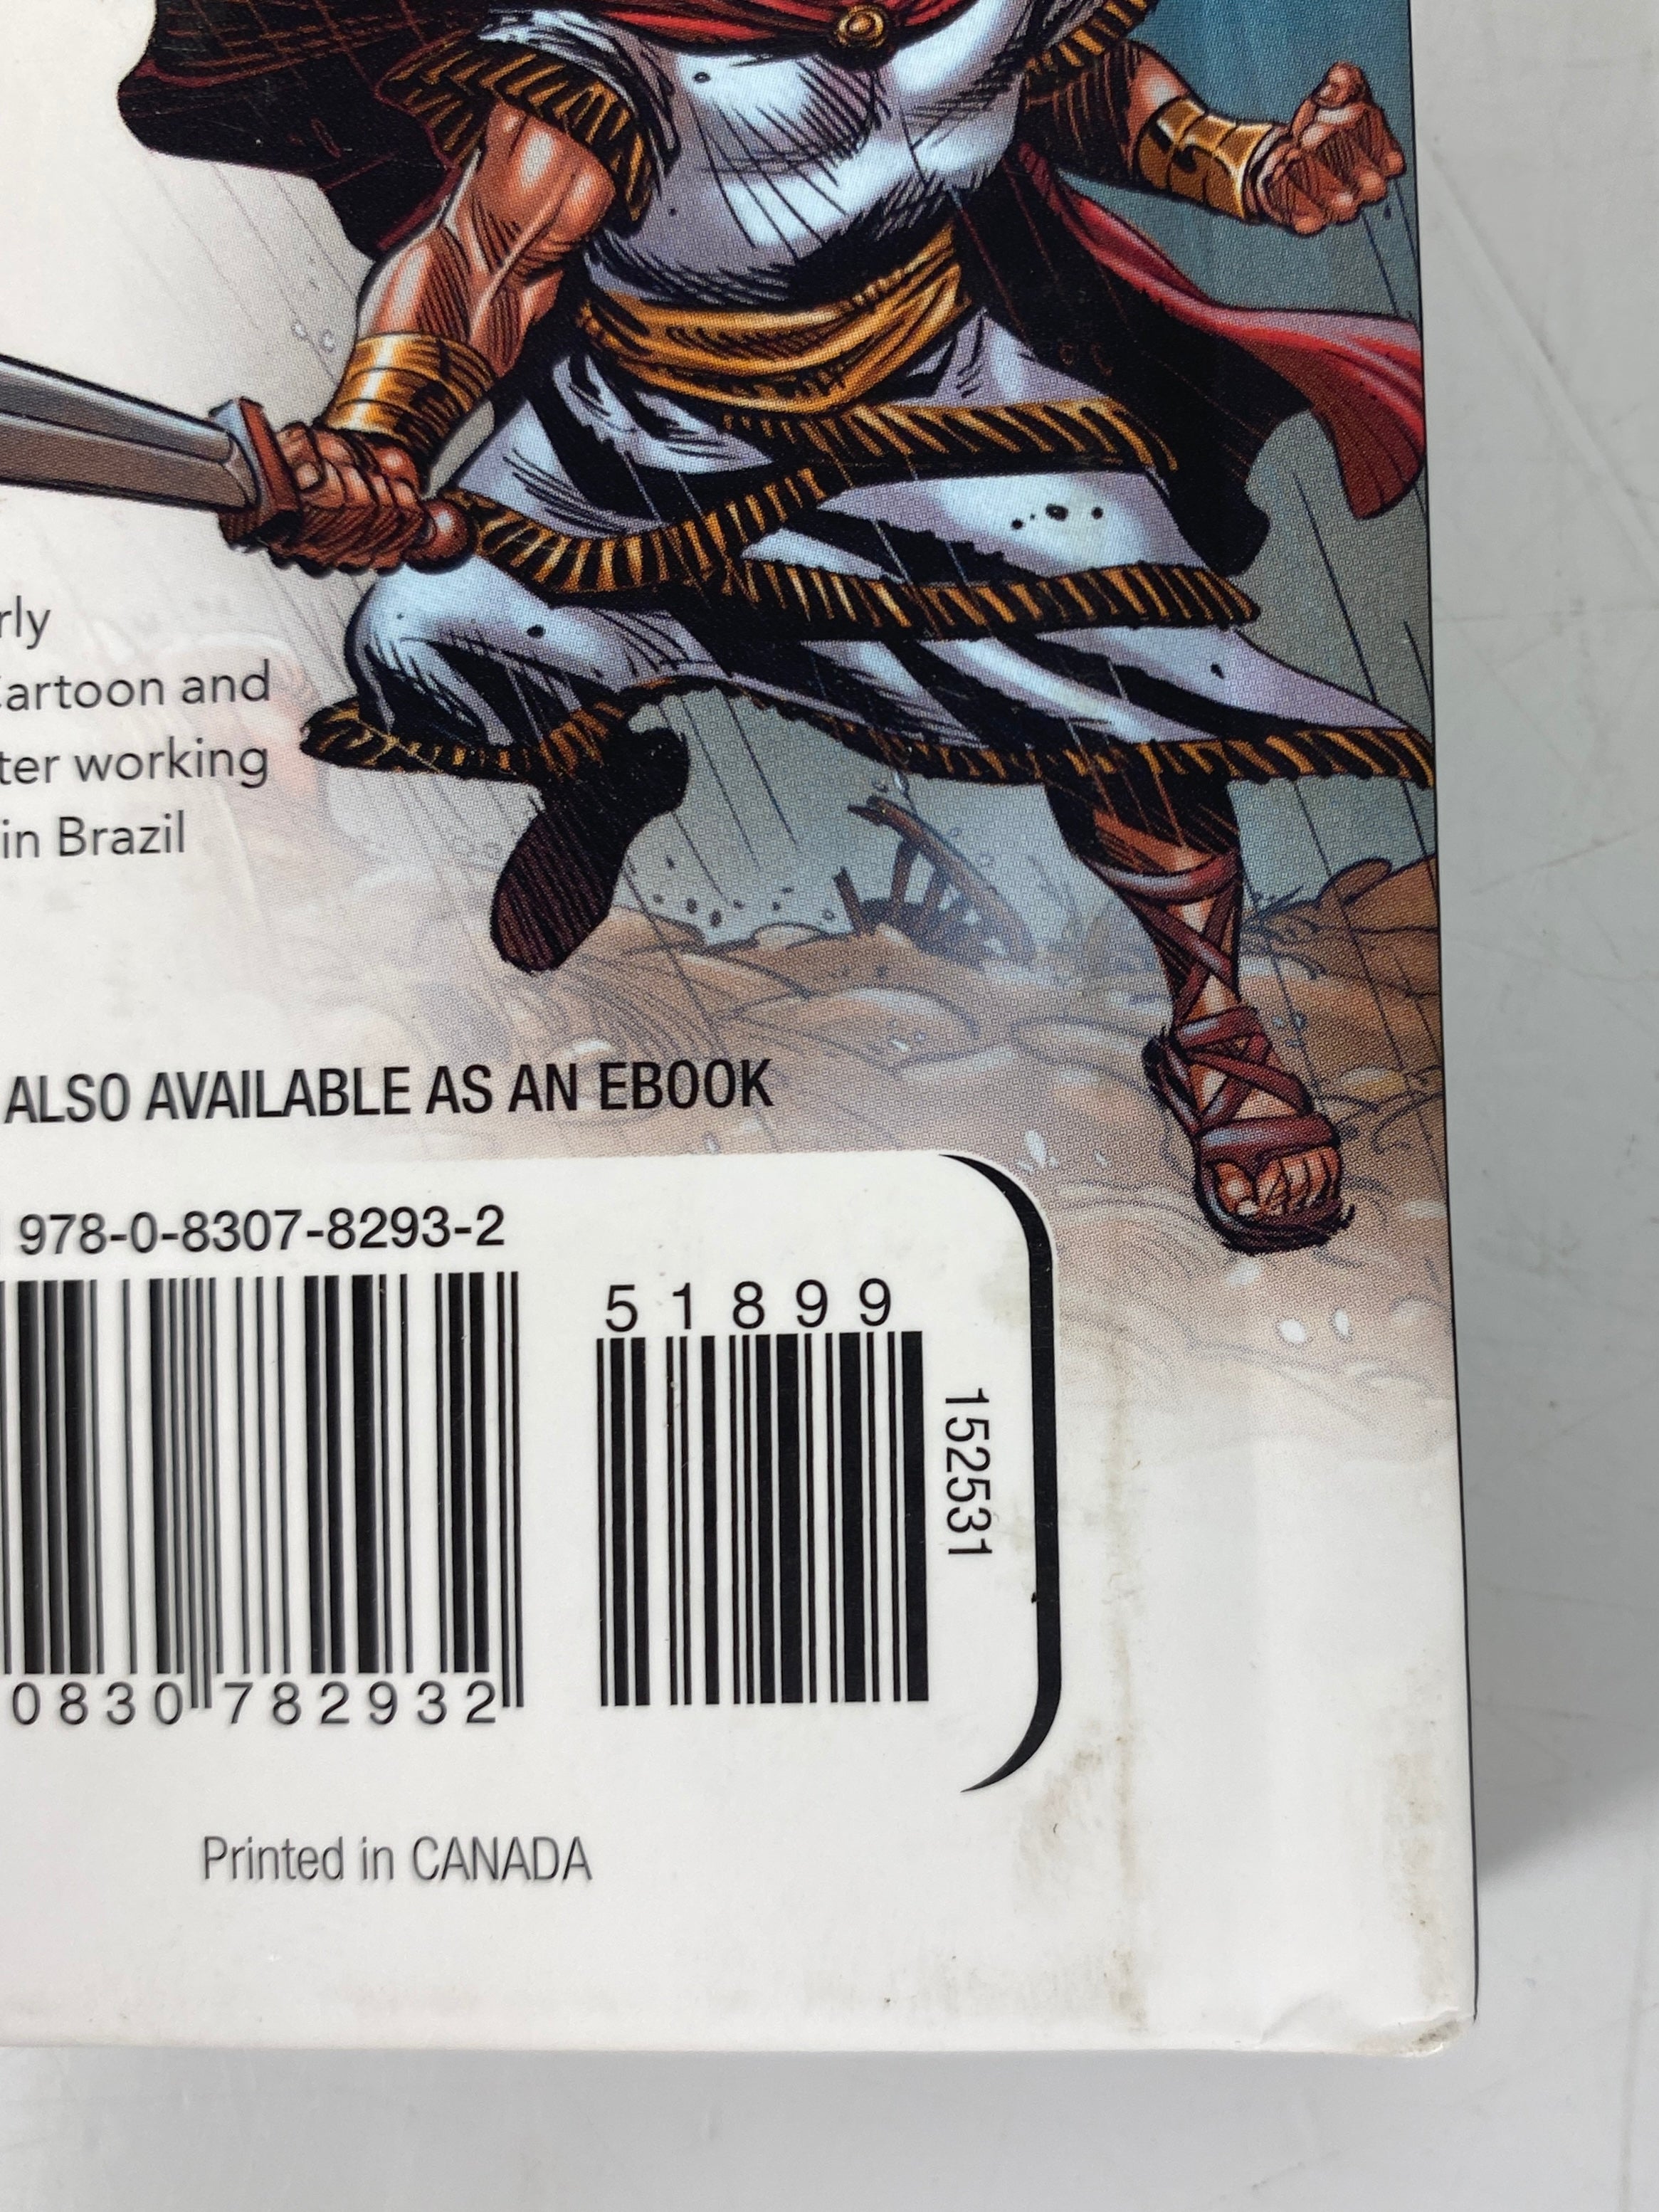 rly
Cartoon and
ter working
in Brazil
ALSO AVAILABLE AS AN EBOOK
978-0-8307-8293-2
51899
152531
0830782932
Printed in CANADA